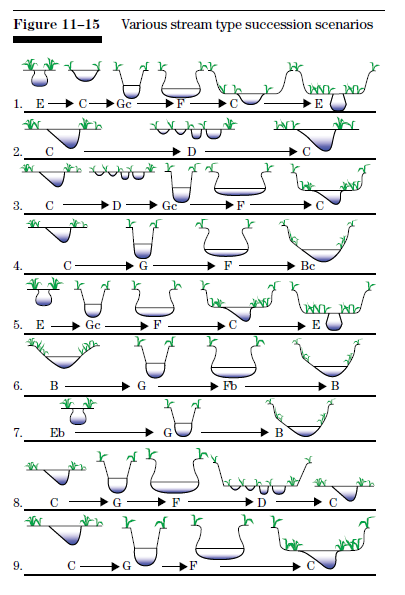 Figure 11–15 Various stream type succession scenarios
1. E C Gc F C E
2. C D C
3. C D Gc F C
4. C G F Bc
5. E Gc F C E
6. B G Fb B
7. Eb G B
8. C G F D C
9. C G F C